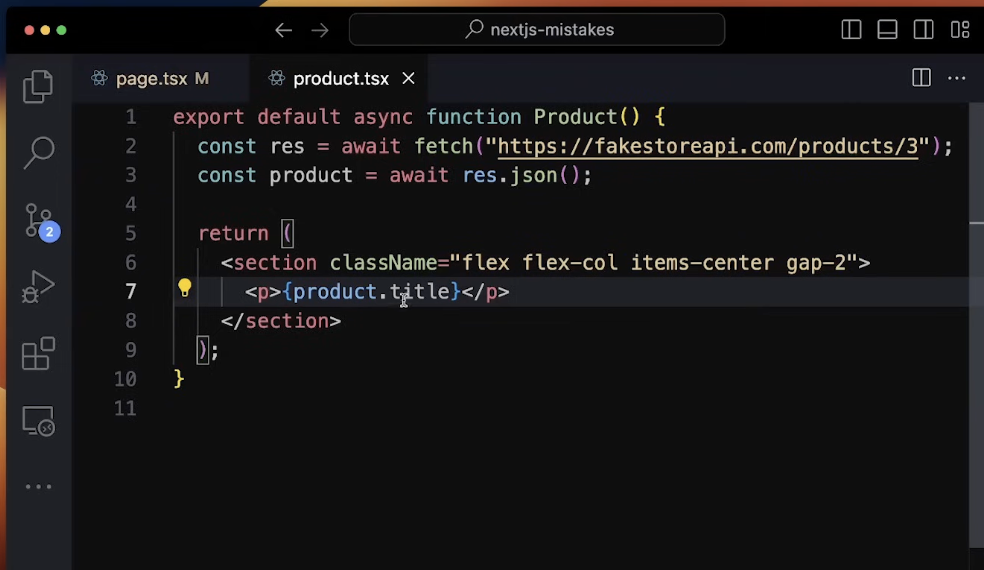 nextjs-mistakes
page.tsx M
product.tsx
1 export default async function Product() {
2 const res = await fetch("https://fakestoreapi.com/products/3");
3 const product = await res.json();
4
5 return (
6 <section className="flex flex-col items-center gap-2">
7 <p>{product.title}</p>
8 </section>
9 );
10 }
11
2